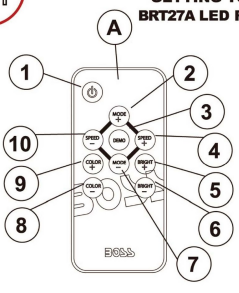 BRT27A LED
A
1
2
MODE
+
3
10
SPEED
−
DEMO
SPEED
+
4
9
COLOR
+
MODE
−
BRIGHT
+
5
8
COLOR
−
BRIGHT
−
6
7
BOSS